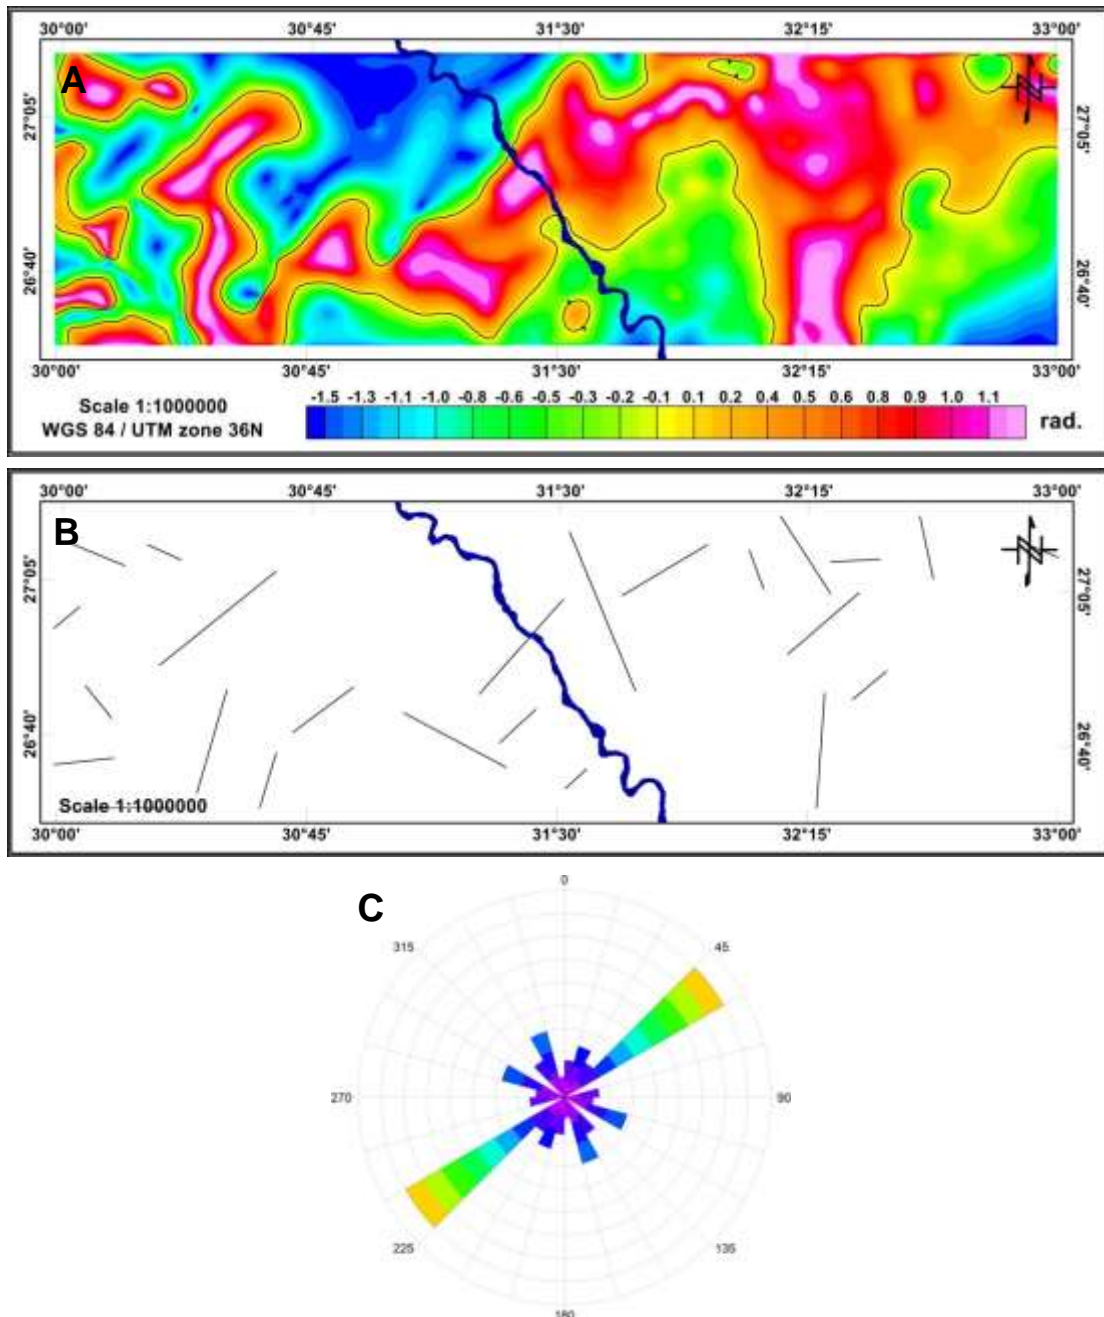 30°00' 30°45' 31°30' 32°15' 33°00'
A
27°05' 27°05'
26°40' 26°40'
30°00' 30°45' 31°30' 32°15' 33°00'
-1.5 -1.3 -1.1 -1.0 -0.8 -0.6 -0.5 -0.3 -0.2 -0.1 0.1 0.2 0.4 0.5 0.6 0.8 0.9 1.0 1.1
Scale 1:1000000
WGS 84 / UTM zone 36N
rad.
30°00' 30°45' 31°30' 32°15' 33°00'
B
27°05' 27°05'
26°40' 26°40'
Scale 1:1000000
30°00' 30°45' 31°30' 32°15' 33°00'
C
0
315 45
270 90
225 135
180